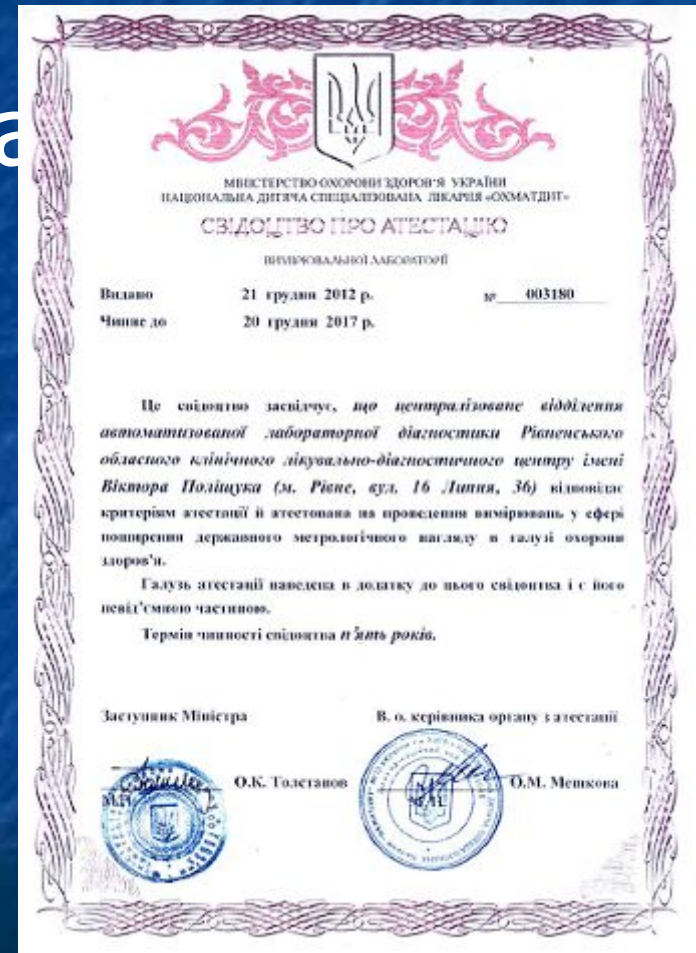 МІНІСТЕРСТВО ОХОРОНИ ЗДОРОВ'Я УКРАЇНИ
НАЦІОНАЛЬНА ДИТЯЧА СПЕЦІАЛІЗОВАНА ЛІКАРНЯ «ОХМАТДИТ»
СВІДОЦТВО ПРО АТЕСТАЦІЮ
ВИМІРЮВАЛЬНОЇ ЛАБОРАТОРІЇ
Видано 21 грудня 2012 р. № 003180
Чинне до 20 грудня 2017 р.
Це свідоцтво засвідчує, що централізоване відділення
автоматизованої лабораторної діагностики Рівненського
обласного клінічного лікувально-діагностичного центру імені
Віктора Поліщука (м. Рівне, вул. 16 Липня, 36) відповідає
критеріям атестації й атестована на проведення вимірювань у сфері
поширення державного метрологічного нагляду в галузі охорони
здоров'я.
Галузь атестації наведена в додатку до цього свідоцтва і є його
невід'ємною частиною.
Термін чинності свідоцтва п'ять років.
Заступник Міністра В. о. керівника органу з атестації
О.К. Толстанов О.М. Мешкова